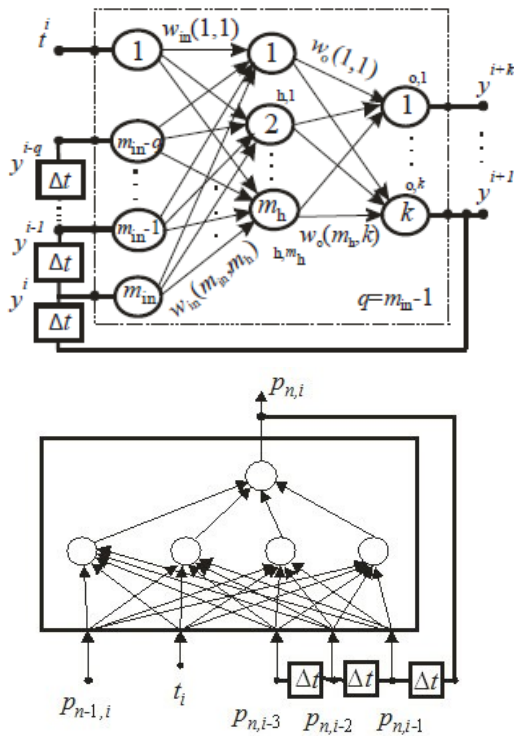 t^i 1 w_in(1,1) 1 w_o(1,1) o,1 y^{i+k}
h,1 1
y^{i-q} m_in-q 2 o,k y^{i+1}
Δt
y^{i-1} m_in-1 m_h k
Δt w_o(m_h,k)
h,m_h
y^i m_in w_in(m_in,m_h) q=m_in-1
Δt
p_{n,i}
Δt Δt Δt
p_{n-1,i} t_i p_{n,i-3} p_{n,i-2} p_{n,i-1}